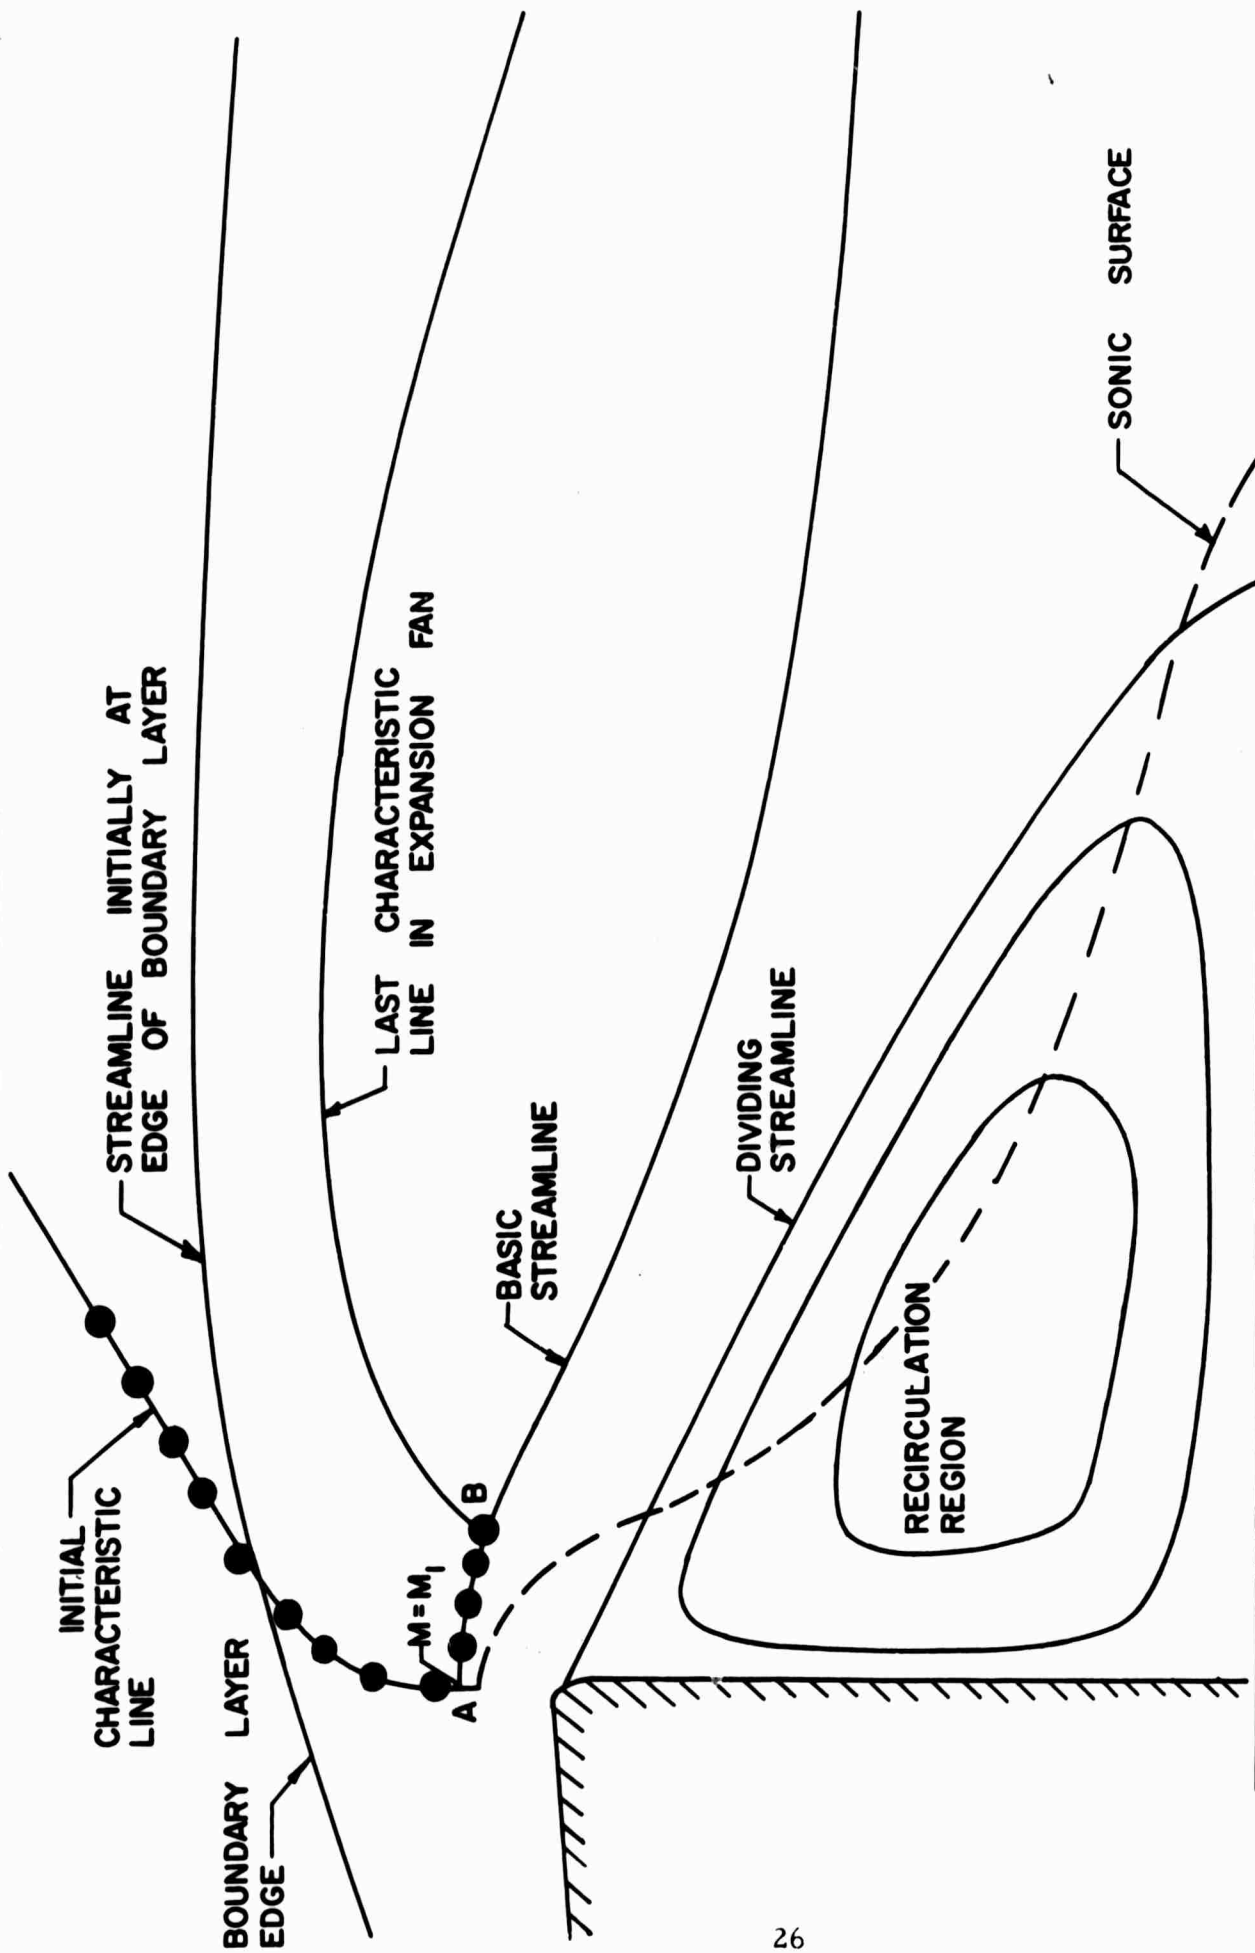 INITIAL
CHARACTERISTIC
LINE
STREAMLINE INITIALLY AT
EDGE OF BOUNDARY LAYER
BOUNDARY LAYER
EDGE
LAST CHARACTERISTIC
LINE IN EXPANSION FAN
M=M1
A
B
BASIC
STREAMLINE
DIVIDING
STREAMLINE
RECIRCULATION
REGION
SONIC SURFACE
26